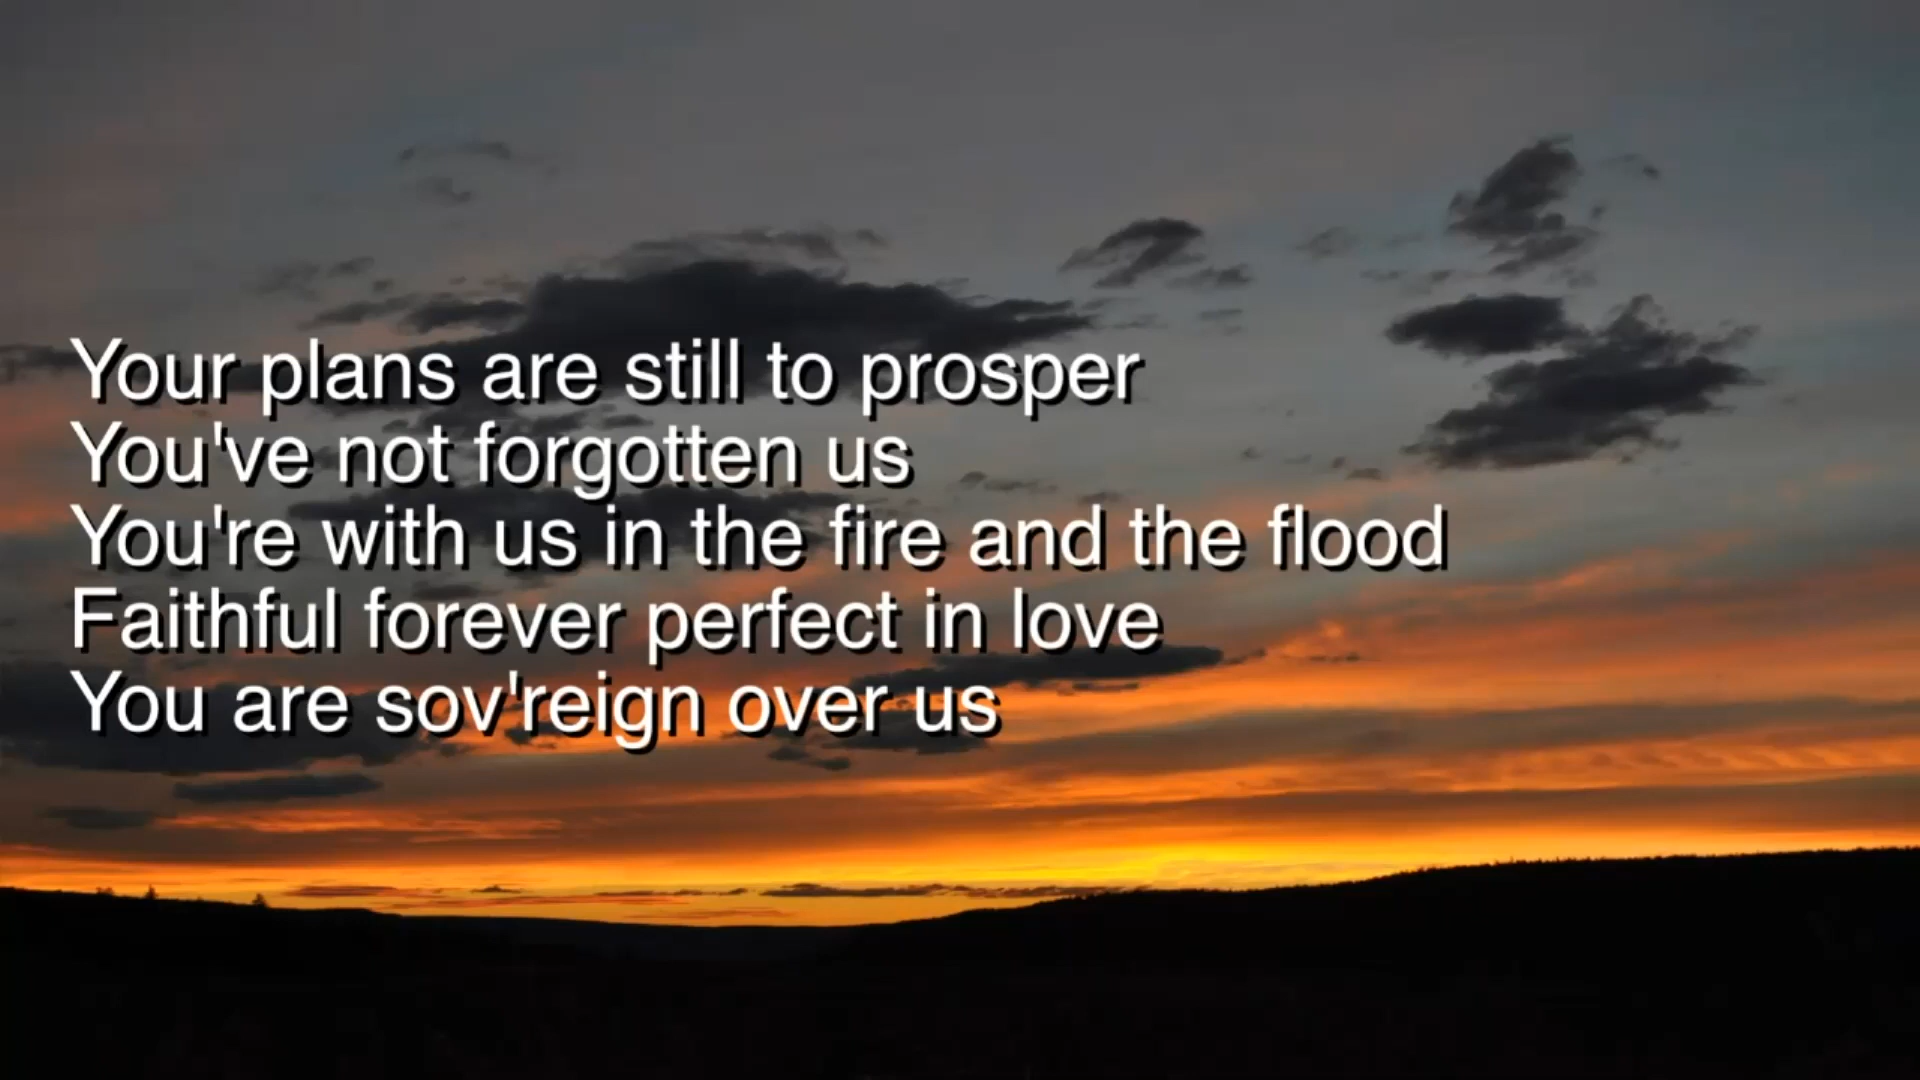 Your plans are still to prosper
You've not forgotten us
You're with us in the fire and the flood
Faithful forever perfect in love
You are sov'reign over us